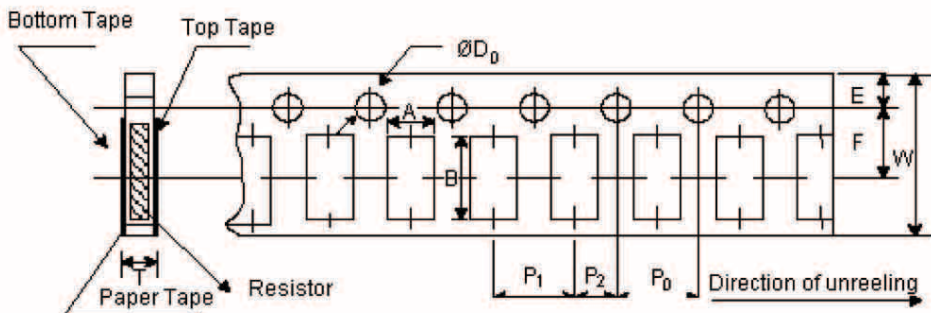 Bottom Tape
Top Tape
ØD₀
A
E
F
W
B
T
P₁
P₂
P₀
Resistor
Paper Tape
Direction of unreeling